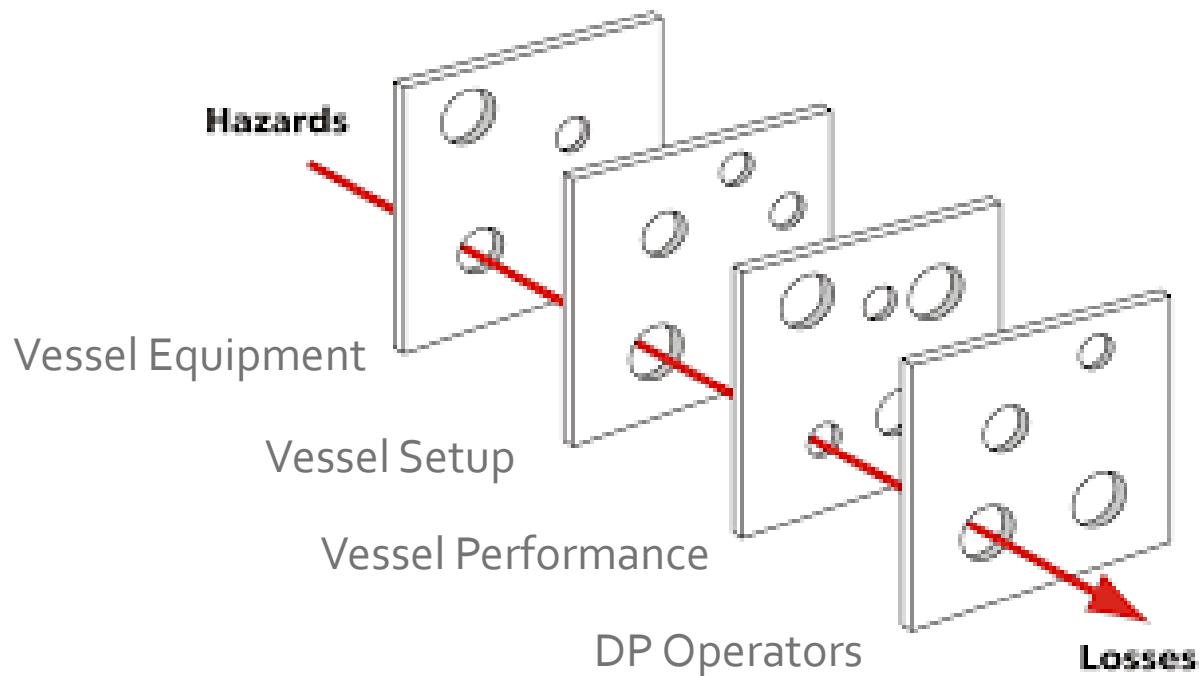 Hazards
Vessel Equipment
Vessel Setup
Vessel Performance
DP Operators
Losses